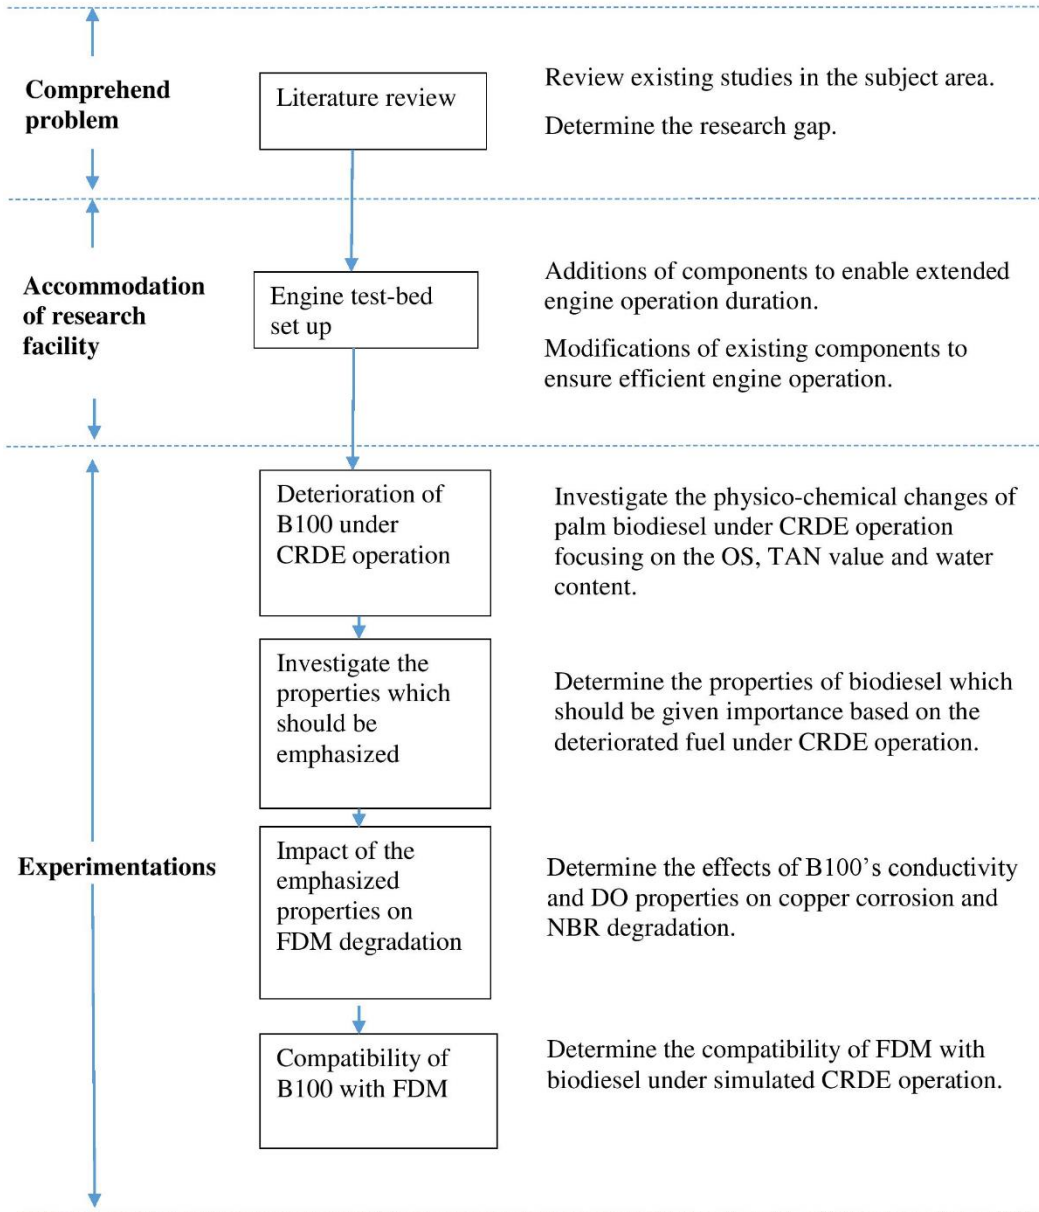 Comprehend
problem
Literature review
Review existing studies in the subject area.
Determine the research gap.
Accommodation
of research
facility
Engine test-bed
set up
Additions of components to enable extended
engine operation duration.
Modifications of existing components to
ensure efficient engine operation.
Experimentations
Deterioration of
B100 under
CRDE operation
Investigate the physico-chemical changes of
palm biodiesel under CRDE operation
focusing on the OS, TAN value and water
content.
Investigate the
properties which
should be
emphasized
Determine the properties of biodiesel which
should be given importance based on the
deteriorated fuel under CRDE operation.
Impact of the
emphasized
properties on
FDM degradation
Determine the effects of B100’s conductivity
and DO properties on copper corrosion and
NBR degradation.
Compatibility of
B100 with FDM
Determine the compatibility of FDM with
biodiesel under simulated CRDE operation.